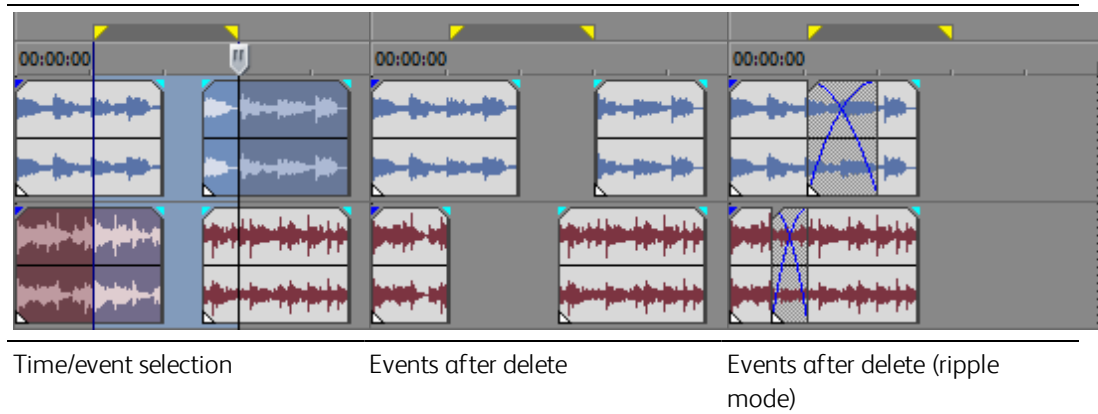 00:00:00 00:00:00 00:00:00
Time/event selection
Events after delete
Events after delete (ripple
mode)